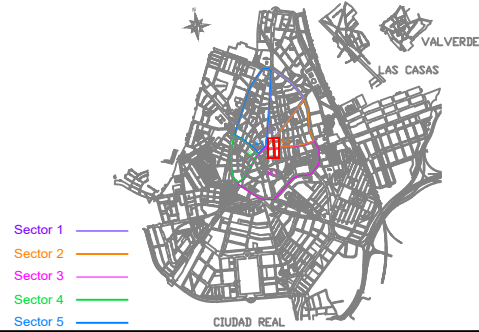 VALVERDE
LAS CASAS
Sector 1
Sector 2
Sector 3
Sector 4
Sector 5
CIUDAD REAL